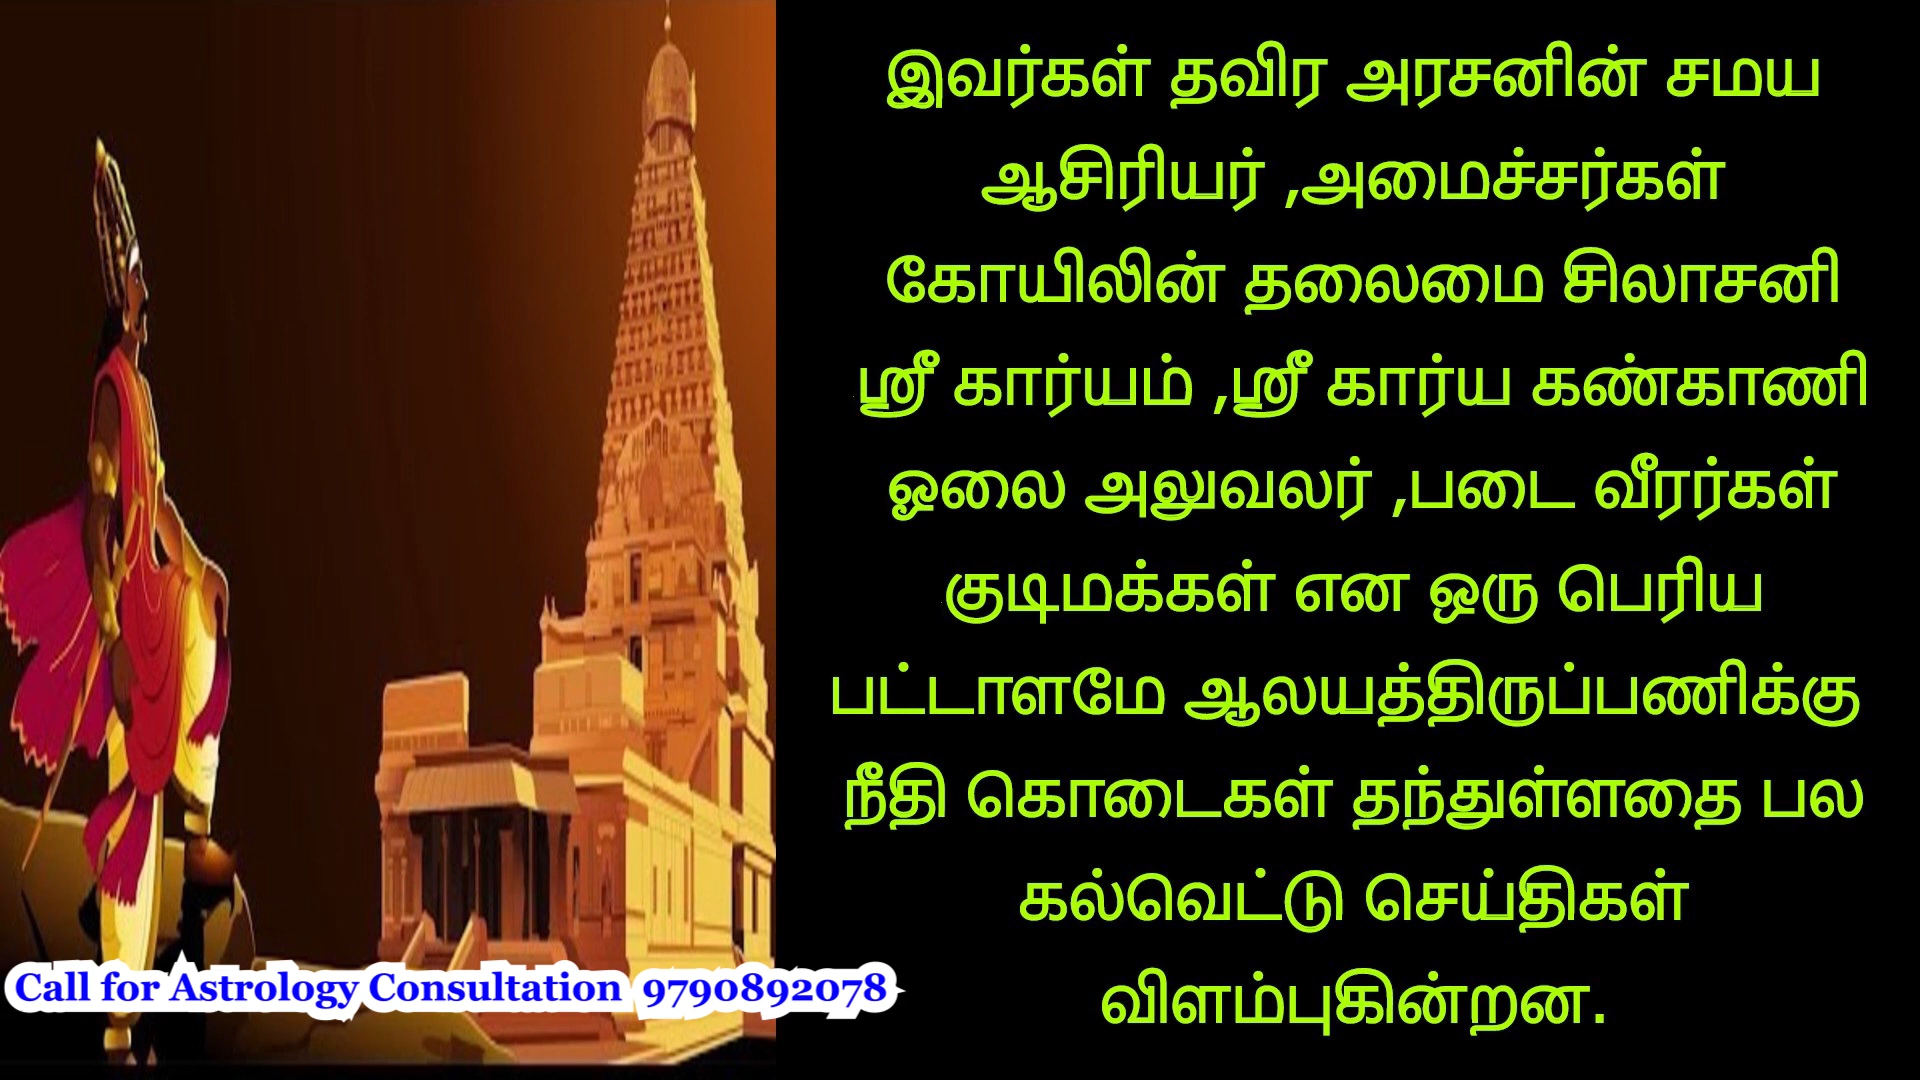 இவர்கள் தவிர அரசனின் சமய
ஆசிரியர் ,அமைச்சர்கள்
கோயிலின் தலைமை சிலாசனி
ஸ்ரீ கார்யம் ,ஸ்ரீ கார்ய கண்காணி
ஓலை அலுவலர் ,படை வீரர்கள்
குடிமக்கள் என ஒரு பெரிய
பட்டாளமே ஆலயத்திருப்பணிக்கு
நீதி கொடைகள் தந்துள்ளதை பல
கல்வெட்டு செய்திகள்
விளம்புகின்றன.
Call for Astrology Consultation 9790892078